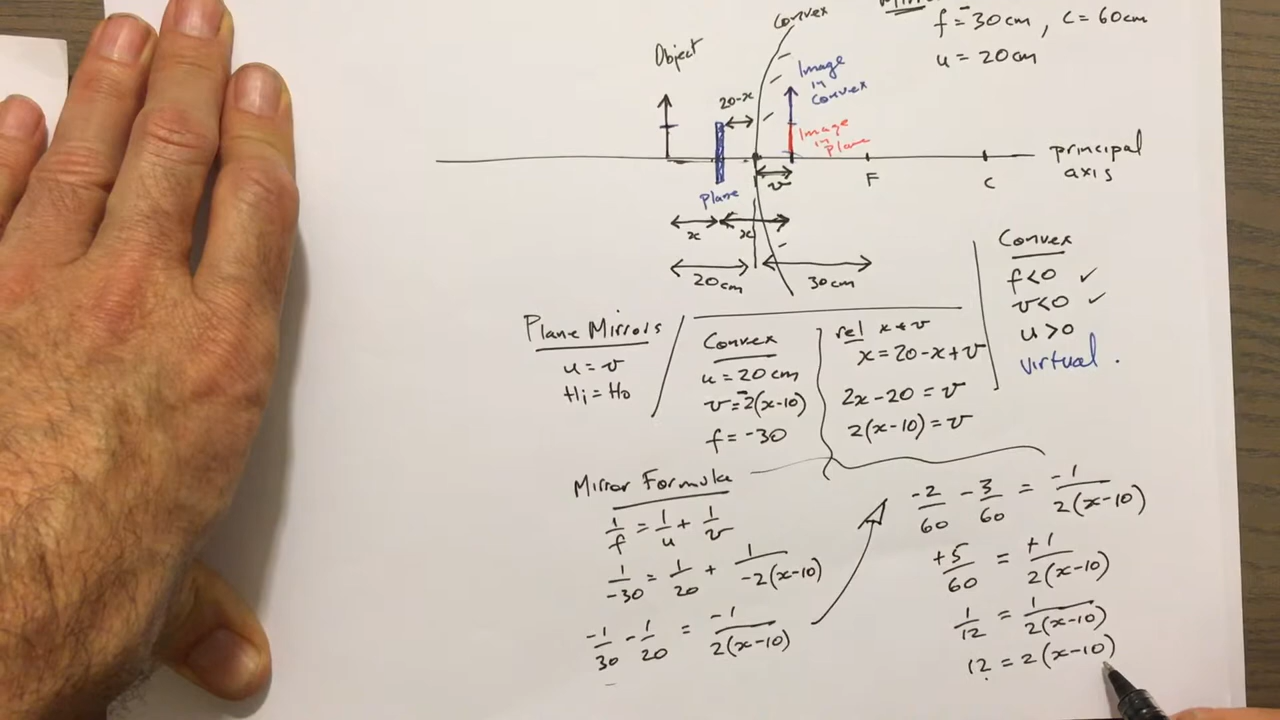 Convex
f = -30cm , C = 60cm
u = 20cm
Object
20-x
Image
in
Convex
Image
in
Plane
principal
axis
v
F
C
plane
x
x
20cm
30cm
Convex
f<0 ✓
v<0 ✓
u>0
virtual .
Plane Mirrors
u = v
Hi = Ho
Convex
u = 20cm
v = -2(x-10)
f = -30
rel x & v
x = 20-x+v
2x-20 = v
2(x-10) = v
Mirror Formula
1/f = 1/u + 1/v
1/-30 = 1/20 + 1/-2(x-10)
-1/30 - 1/20 = -1/2(x-10)
-2/60 - 3/60 = -1/2(x-10)
+5/60 = +1/2(x-10)
1/12 = 1/2(x-10)
12 = 2(x-10)